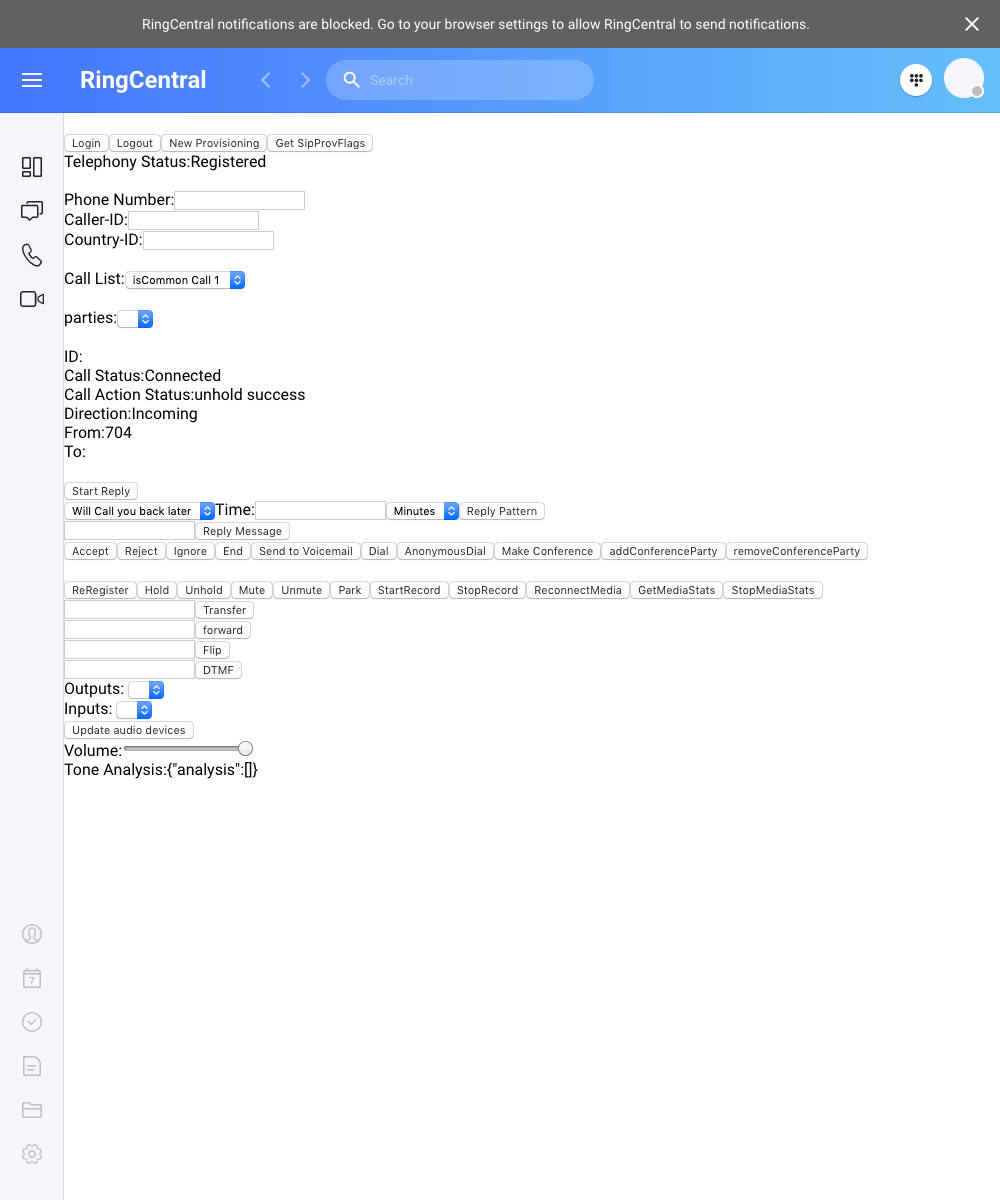 RingCentral notifications are blocked. Go to your browser settings to allow RingCentral to send notifications.
RingCentral Search
Login Logout New Provisioning Get SipProvFlags
Telephony Status:Registered
Phone Number:
Caller-ID:
Country-ID:
Call List: isCommon Call 1
parties:
ID:
Call Status:Connected
Call Action Status:unhold success
Direction:Incoming
From:704
To:
Start Reply
Will Call you back later Time: Minutes Reply Pattern
Reply Message
Accept Reject Ignore End Send to Voicemail Dial AnonymousDial Make Conference addConferenceParty removeConferenceParty
ReRegister Hold Unhold Mute Unmute Park StartRecord StopRecord ReconnectMedia GetMediaStats StopMediaStats
Transfer
forward
Flip
DTMF
Outputs:
Inputs:
Update audio devices
Volume:
Tone Analysis:{"analysis":[]}
7